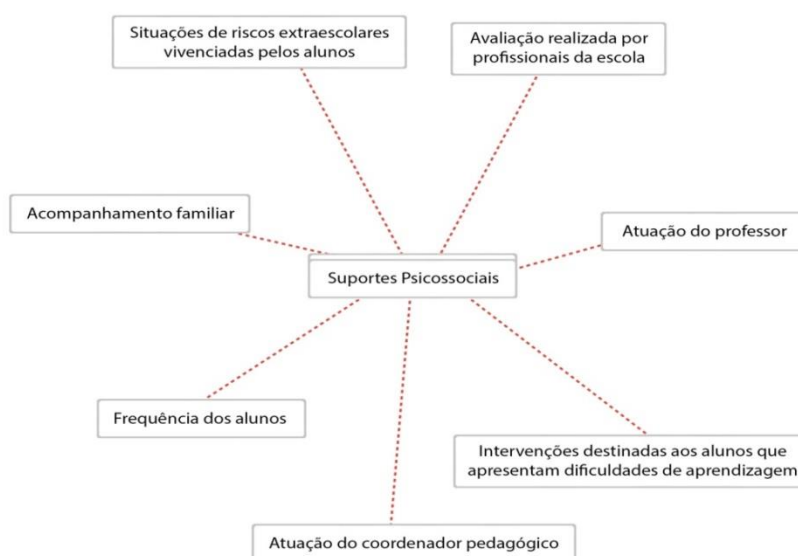 Situações de riscos extraescolares
vivenciadas pelos alunos
Avaliação realizada por
profissionais da escola
Acompanhamento familiar
Atuação do professor
Suportes Psicossociais
Frequência dos alunos
Intervenções destinadas aos alunos que
apresentam dificuldades de aprendizagem
Atuação do coordenador pedagógico